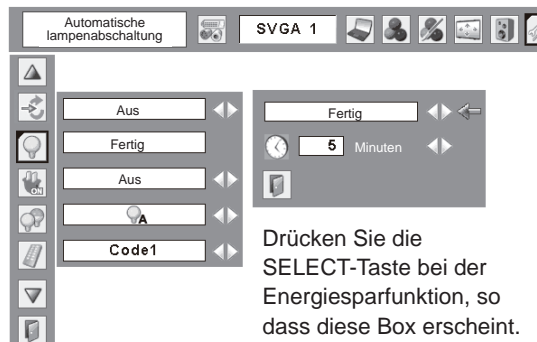 Automatische
lampenabschaltung
SVGA 1
Aus
Fertig
Aus
A
Code1
ON
Fertig
5 Minuten
Drücken Sie die
SELECT-Taste bei der
Energiesparfunktion, so
dass diese Box erscheint.